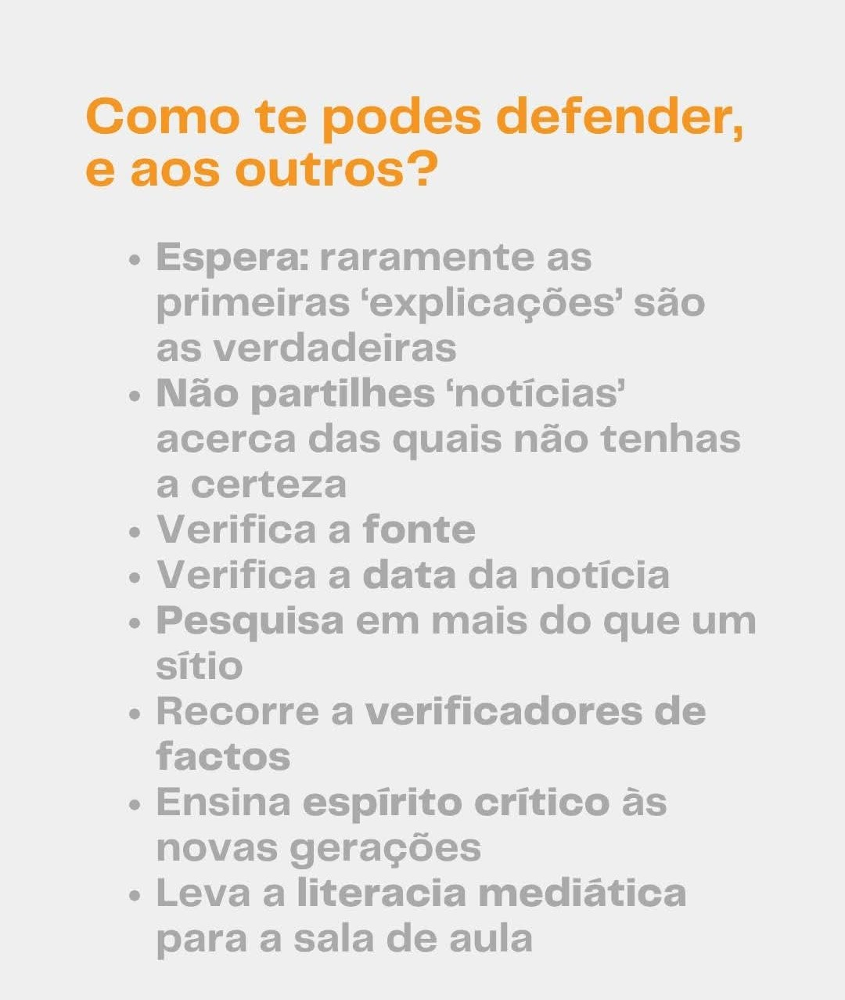 Como te podes defender,
e aos outros?
• Espera: raramente as
primeiras ‘explicações’ são
as verdadeiras
• Não partilhes ‘notícias’
acerca das quais não tenhas
a certeza
• Verifica a fonte
• Verifica a data da notícia
• Pesquisa em mais do que um
sítio
• Recorre a verificadores de
factos
• Ensina espírito crítico às
novas gerações
• Leva a literacia mediática
para a sala de aula